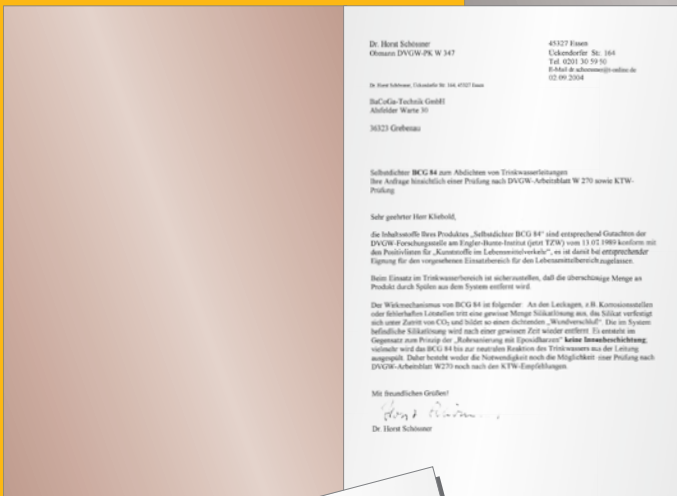 Dr. Horst Schössner
Obmann DVGW-PK W 347
45327 Essen
Uekendorfer Str. 164
Tel. 0201 30 59 50
02.09.2004
Dr. Horst Schössner, Uekendorfer Str. 164, 45327 Essen
BaCoGa-Technik GmbH
Alsfelder Warte 30
36323 Grebenau
Selbstdichter BCG 84 zum Abdichten von Trinkwasserleitungen
Ihre Anfrage hinsichtlich einer Prüfung nach DVGW-Arbeitsblatt W 270 sowie KTW-
Prüfung
Sehr geehrter Herr Kliebold,
die Inhaltsstoffe Ihres Produktes „Selbstdichter BCG 84“ sind entsprechend Gutachten der
DVGW-Forschungsstelle am Engler-Bunte-Institut (jetzt TZW) vom 11.07.1989 konform mit
den Positivlisten für „Kunststoffe im Lebensmittelverkehr“, es ist damit bei entsprechender
Eignung für den vorgesehenen Einsatzbereich für den Lebensmittelbereich zugelassen.
Beim Einsatz im Trinkwasserbereich ist sicherzustellen, daß die überschüssige Menge an
Produkt durch Spülen aus dem System entfernt wird.
Der Wirkmechanismus von BCG 84 ist folgender: An den Leckagen, z.B. Korrosionsstellen
oder fehlerhaften Lötstellen tritt eine gewisse Menge Silikatlösung aus, das Silikat verfestigt
sich unter Zutritt von CO₂ und bildet so einen dichtenden „Wundverschluß“. Die im System
befindliche Silikatlösung wird nach einer gewissen Zeit wieder entfernt. Es entsteht im
Gegensatz zum Prinzip der „Rohrsanierung mit Epoxidharzen“ keine Innenbeschichtung,
vielmehr wird das BCG 84 bis zur neutralen Reaktion des Trinkwassers aus der Leitung
ausgespült. Daher besteht weder die Notwendigkeit noch die Möglichkeit einer Prüfung nach
DVGW-Arbeitsblatt W270 noch nach den KTW-Empfehlungen.
Mit freundlichen Grüßen!
Dr. Horst Schössner